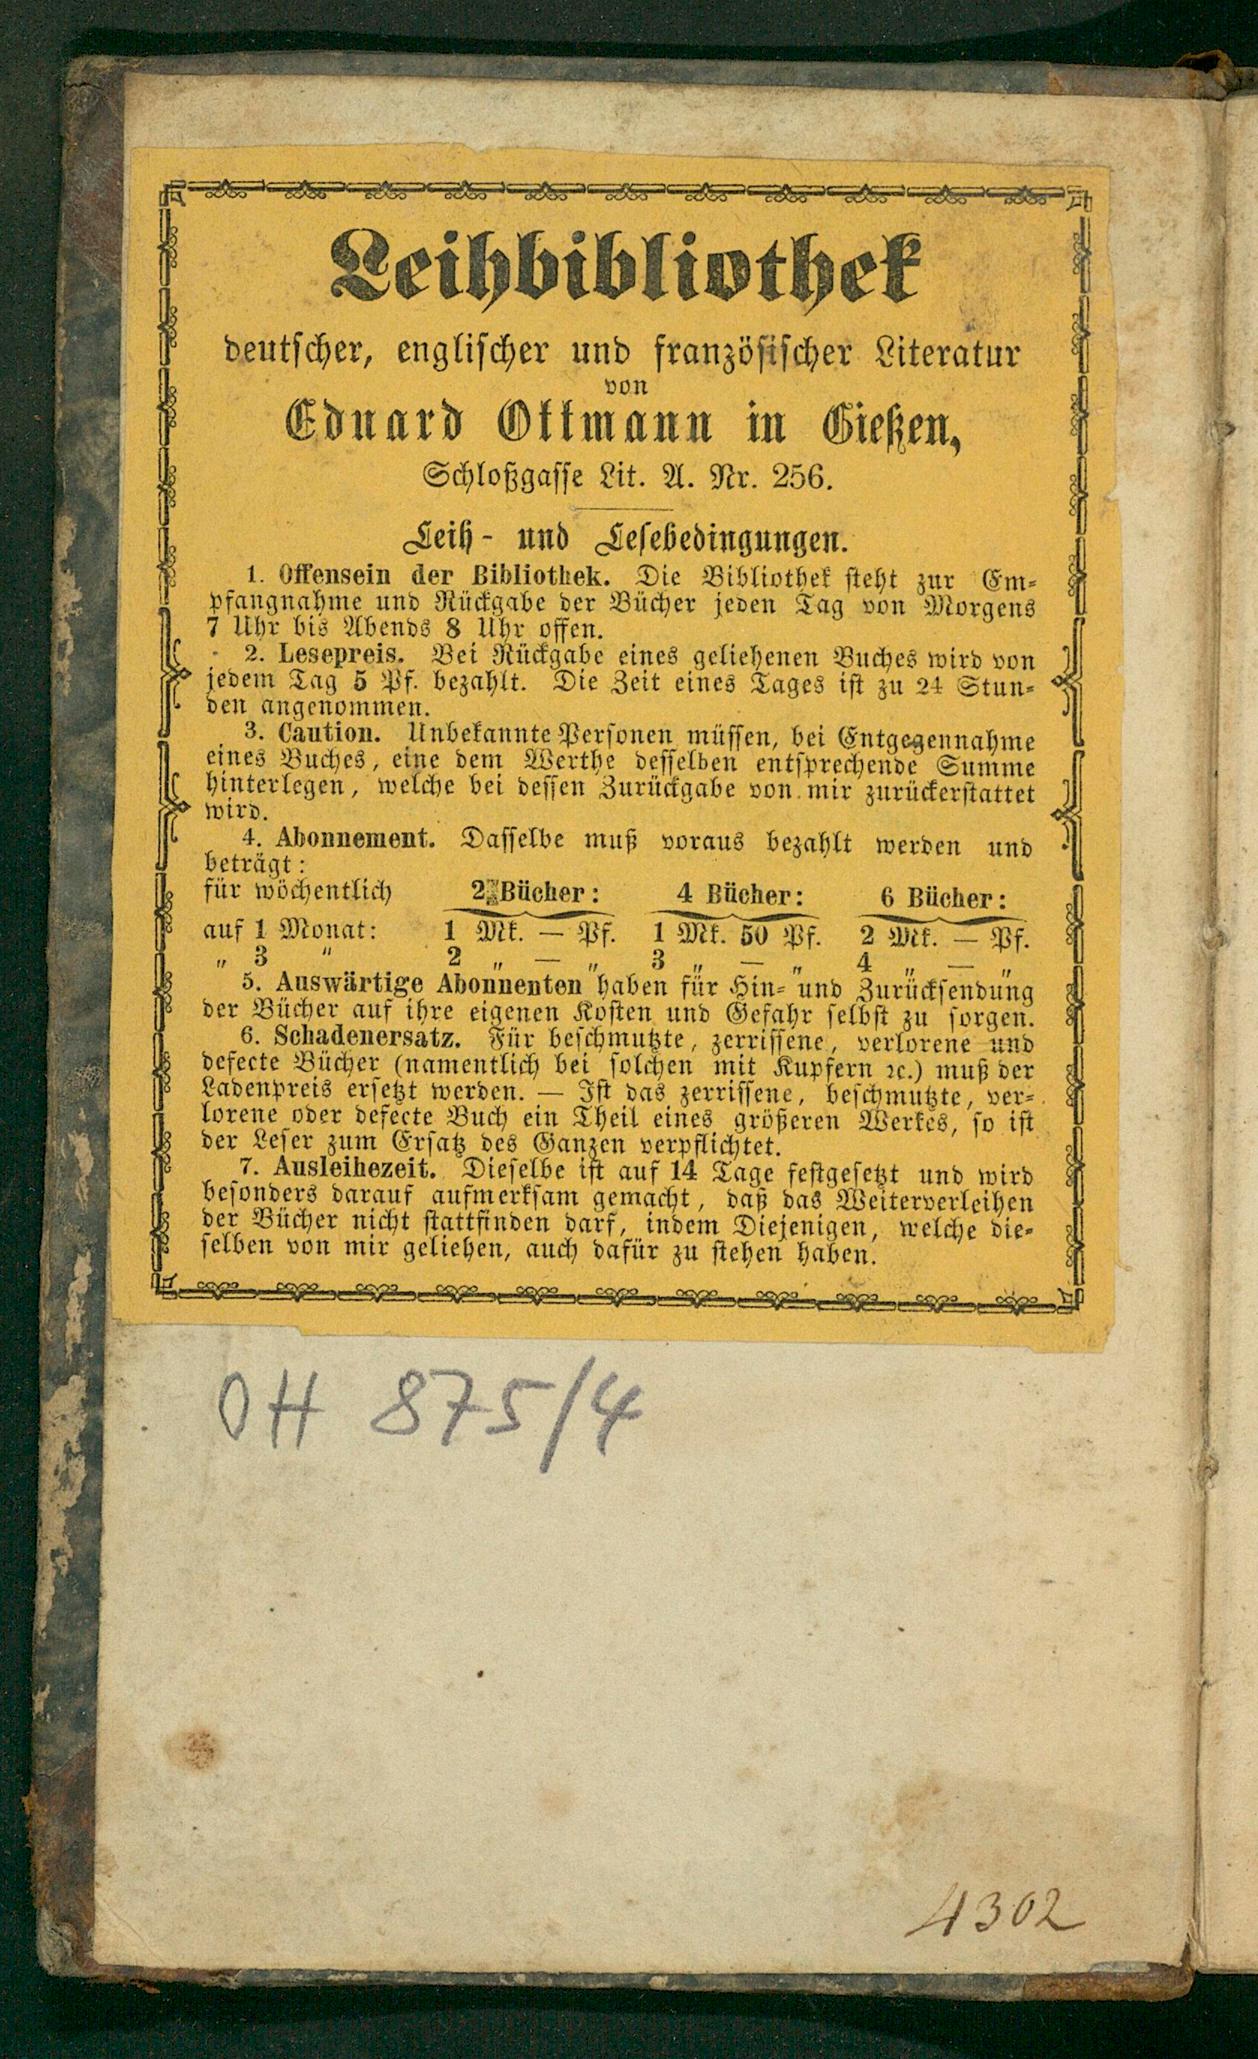 Leihbibliothek
deutscher, englischer und französischer Literatur
von
Eduard Ottmann in Gießen,
Schloßgasse Lit. A. Nr. 256.
Leih- und Lesebedingungen.
1. Offensein der Bibliothek. Die Bibliothek steht zur Em-
pfangnahme und Rückgabe der Bücher jeden Tag von Morgens
7 Uhr bis Abends 8 Uhr offen.
2. Lesepreis. Bei Rückgabe eines geliehenen Buches wird von
jedem Tag 5 Pf. bezahlt. Die Zeit eines Tages ist zu 24 Stun-
den angenommen.
3. Caution. Unbekannte Personen müssen, bei Entgegennahme
eines Buches, eine dem Werthe desselben entsprechende Summe
hinterlegen, welche bei dessen Zurückgabe von mir zurückerstattet
wird.
4. Abonnement. Dasselbe muß voraus bezahlt werden und
beträgt:
für wöchentlich 2 Bücher: 4 Bücher: 6 Bücher:
auf 1 Monat: 1 Mk. — Pf. 1 Mk. 50 Pf. 2 Mk. — Pf.
„ 3 „ 2 „ — „ 3 „ — „ 4 „ — „
5. Auswärtige Abonnenten haben für Hin- und Zurücksendung
der Bücher auf ihre eigenen Kosten und Gefahr selbst zu sorgen.
6. Schadenersatz. Für beschmutzte, zerrissene, verlorene und
defecte Bücher (namentlich bei solchen mit Kupfern ꝛc.) muß der
Ladenpreis ersetzt werden. — Ist das zerrissene, beschmutzte, ver-
lorene oder defecte Buch ein Theil eines größeren Werkes, so ist
der Leser zum Ersatz des Ganzen verpflichtet.
7. Ausleihezeit. Dieselbe ist auf 14 Tage festgesetzt und wird
besonders darauf aufmerksam gemacht, daß das Weiterverleihen
der Bücher nicht stattfinden darf, indem Diejenigen, welche die-
selben von mir geliehen, auch dafür zu stehen haben.
OH 875/4
4302